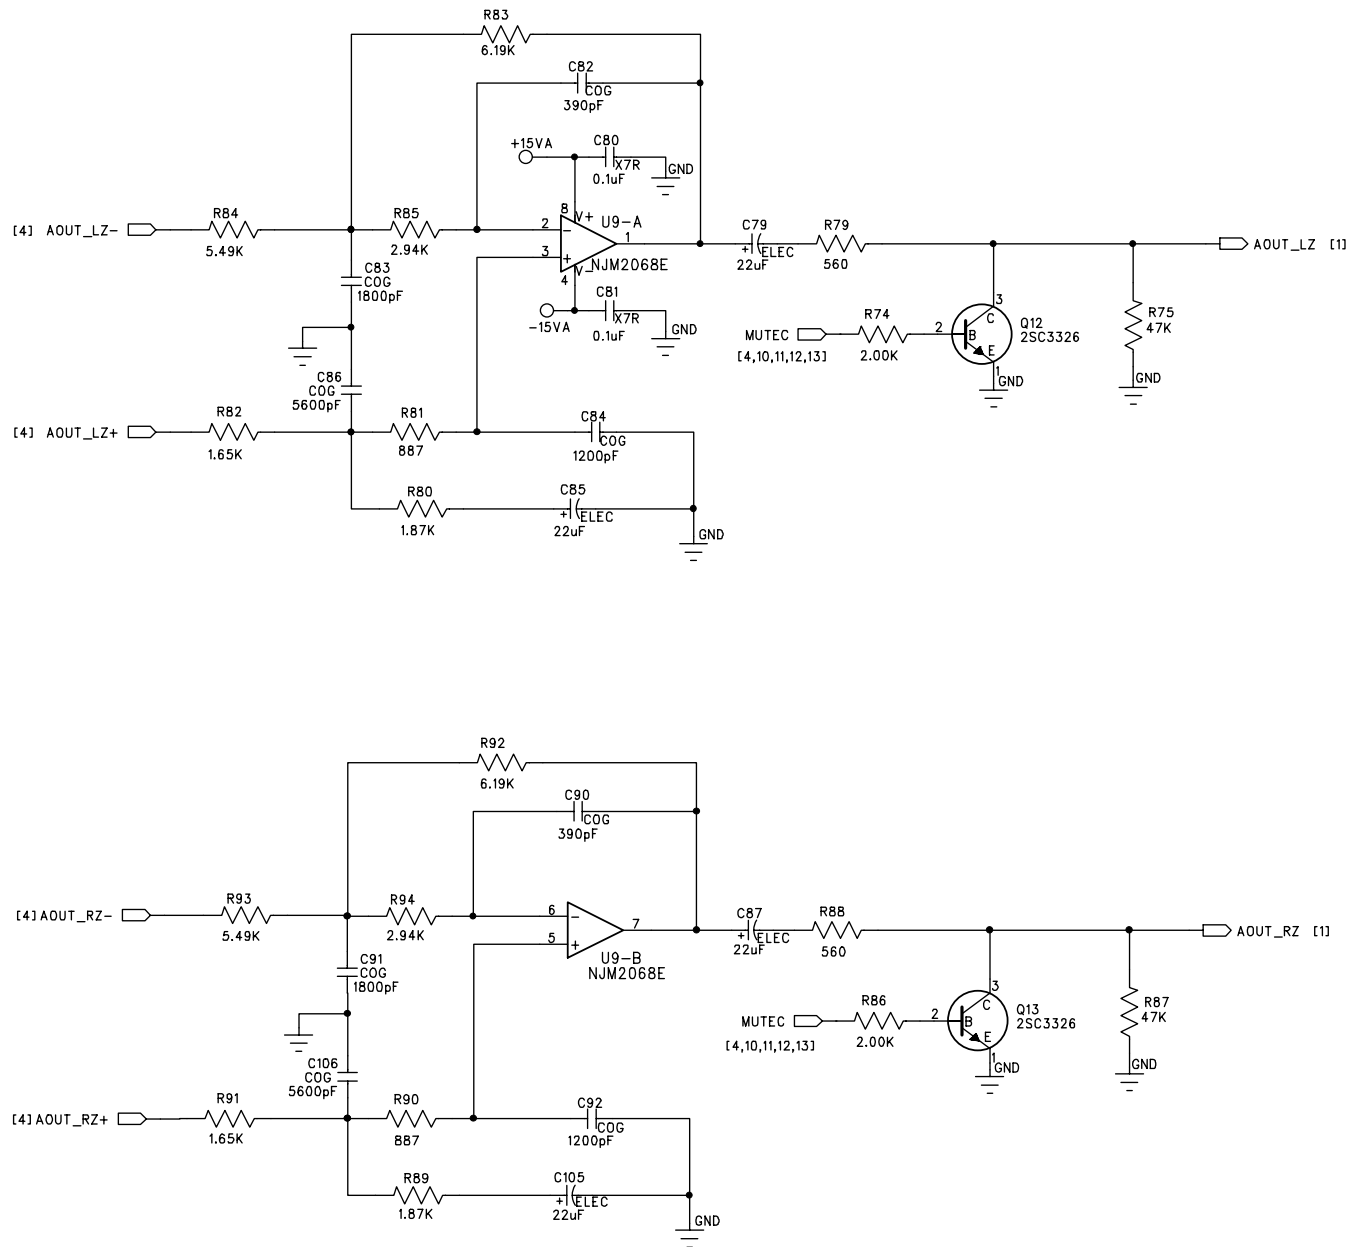 R83
6.19K
C82
COG
390pF
+15VA
C80
X7R
0.1uF
GND
[4] AOUT_LZ-
R84
5.49K
R85
2.94K
8
V+
U9-A
2
-
1
3
+
NJM2068E
V-
4
C79
+
ELEC
22uF
R79
560
AOUT_LZ [1]
C83
COG
1800pF
-15VA
C81
X7R
0.1uF
GND
MUTEC
[4,10,11,12,13]
R74
2.00K
2
B
3
C
E
1
Q12
2SC3326
GND
R75
47K
GND
C86
COG
5600pF
[4] AOUT_LZ+
R82
1.65K
R81
887
C84
COG
1200pF
R80
1.87K
C85
+
ELEC
22uF
GND
R92
6.19K
C90
COG
390pF
[4]AOUT_RZ-
R93
5.49K
R94
2.94K
6
-
7
5
+
U9-B
NJM2068E
C87
+
ELEC
22uF
R88
560
AOUT_RZ [1]
C91
COG
1800pF
MUTEC
[4,10,11,12,13]
R86
2.00K
2
B
3
C
E
1
Q13
2SC3326
GND
R87
47K
GND
C106
COG
5600pF
[4]AOUT_RZ+
R91
1.65K
R90
887
C92
COG
1200pF
R89
1.87K
C105
+
ELEC
22uF
GND